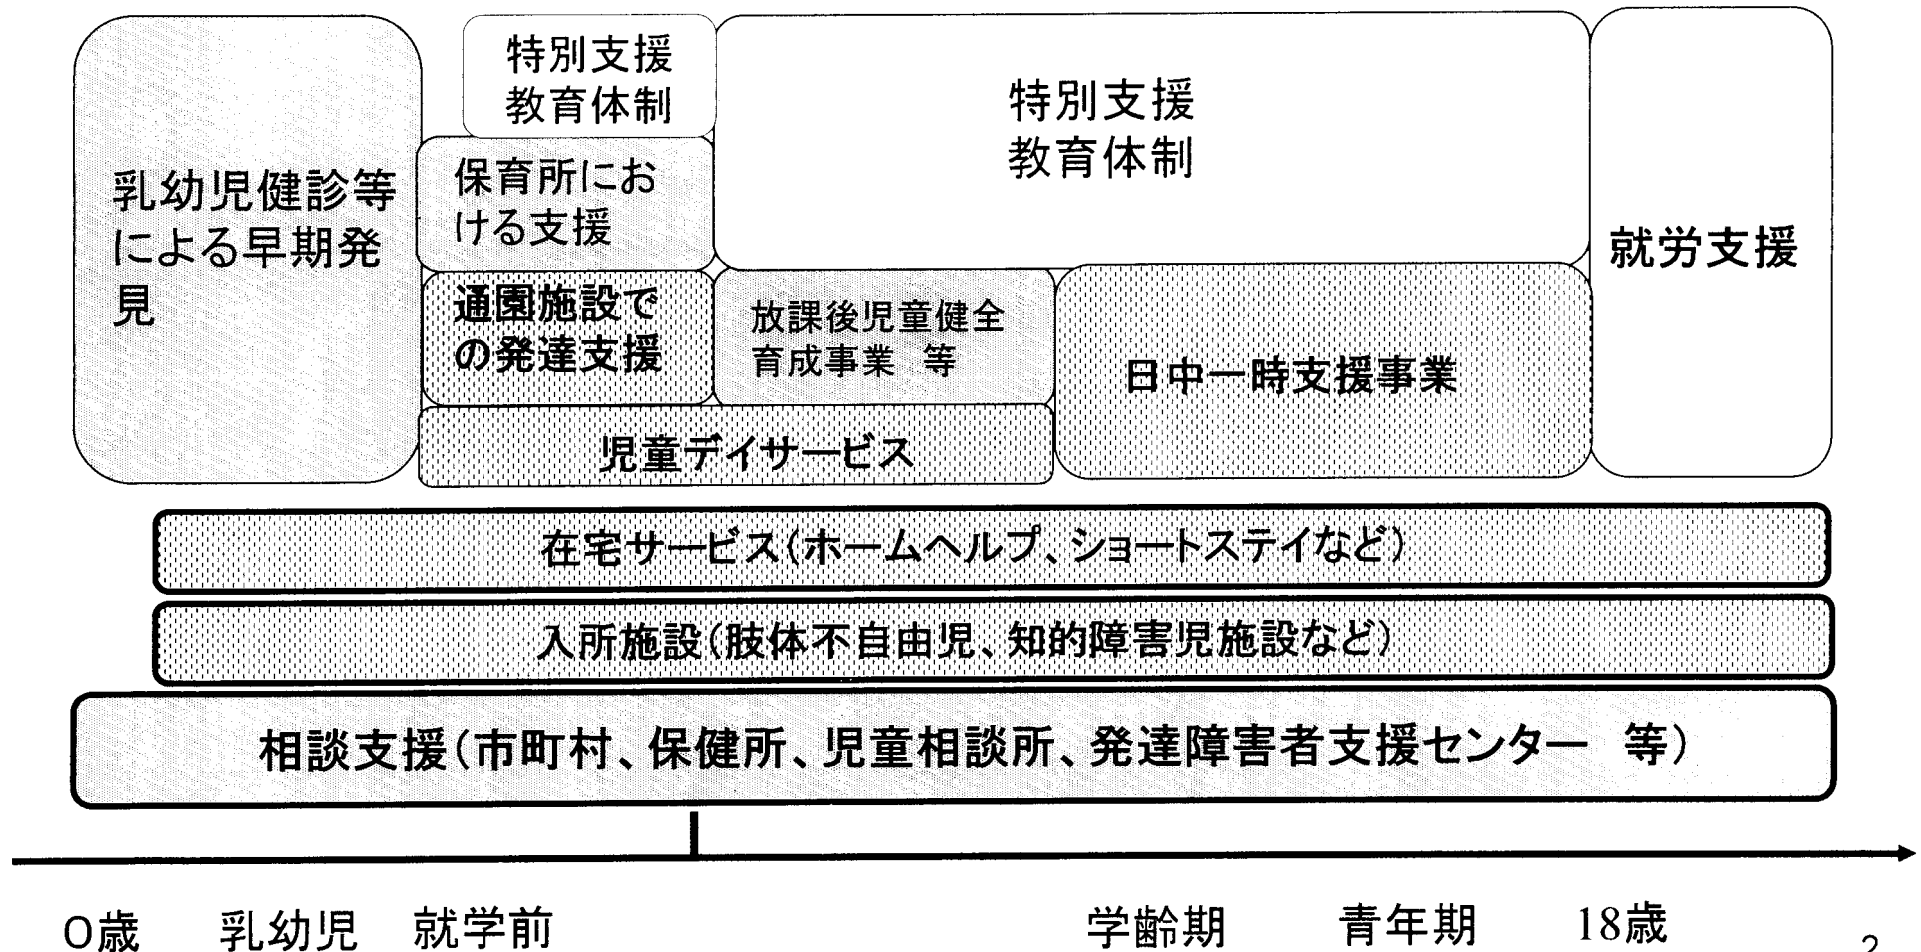 特別支援
教育体制
特別支援
教育体制
乳幼児健診等
による早期発
見
保育所にお
ける支援
就労支援
通園施設で
の発達支援
放課後児童健全
育成事業　等
日中一時支援事業
児童デイサービス
在宅サービス(ホームヘルプ、ショートステイなど)
入所施設(肢体不自由児、知的障害児施設など)
相談支援(市町村、保健所、児童相談所、発達障害者支援センター　等)
0歳　乳幼児　就学前　学齢期　青年期　18歳
2